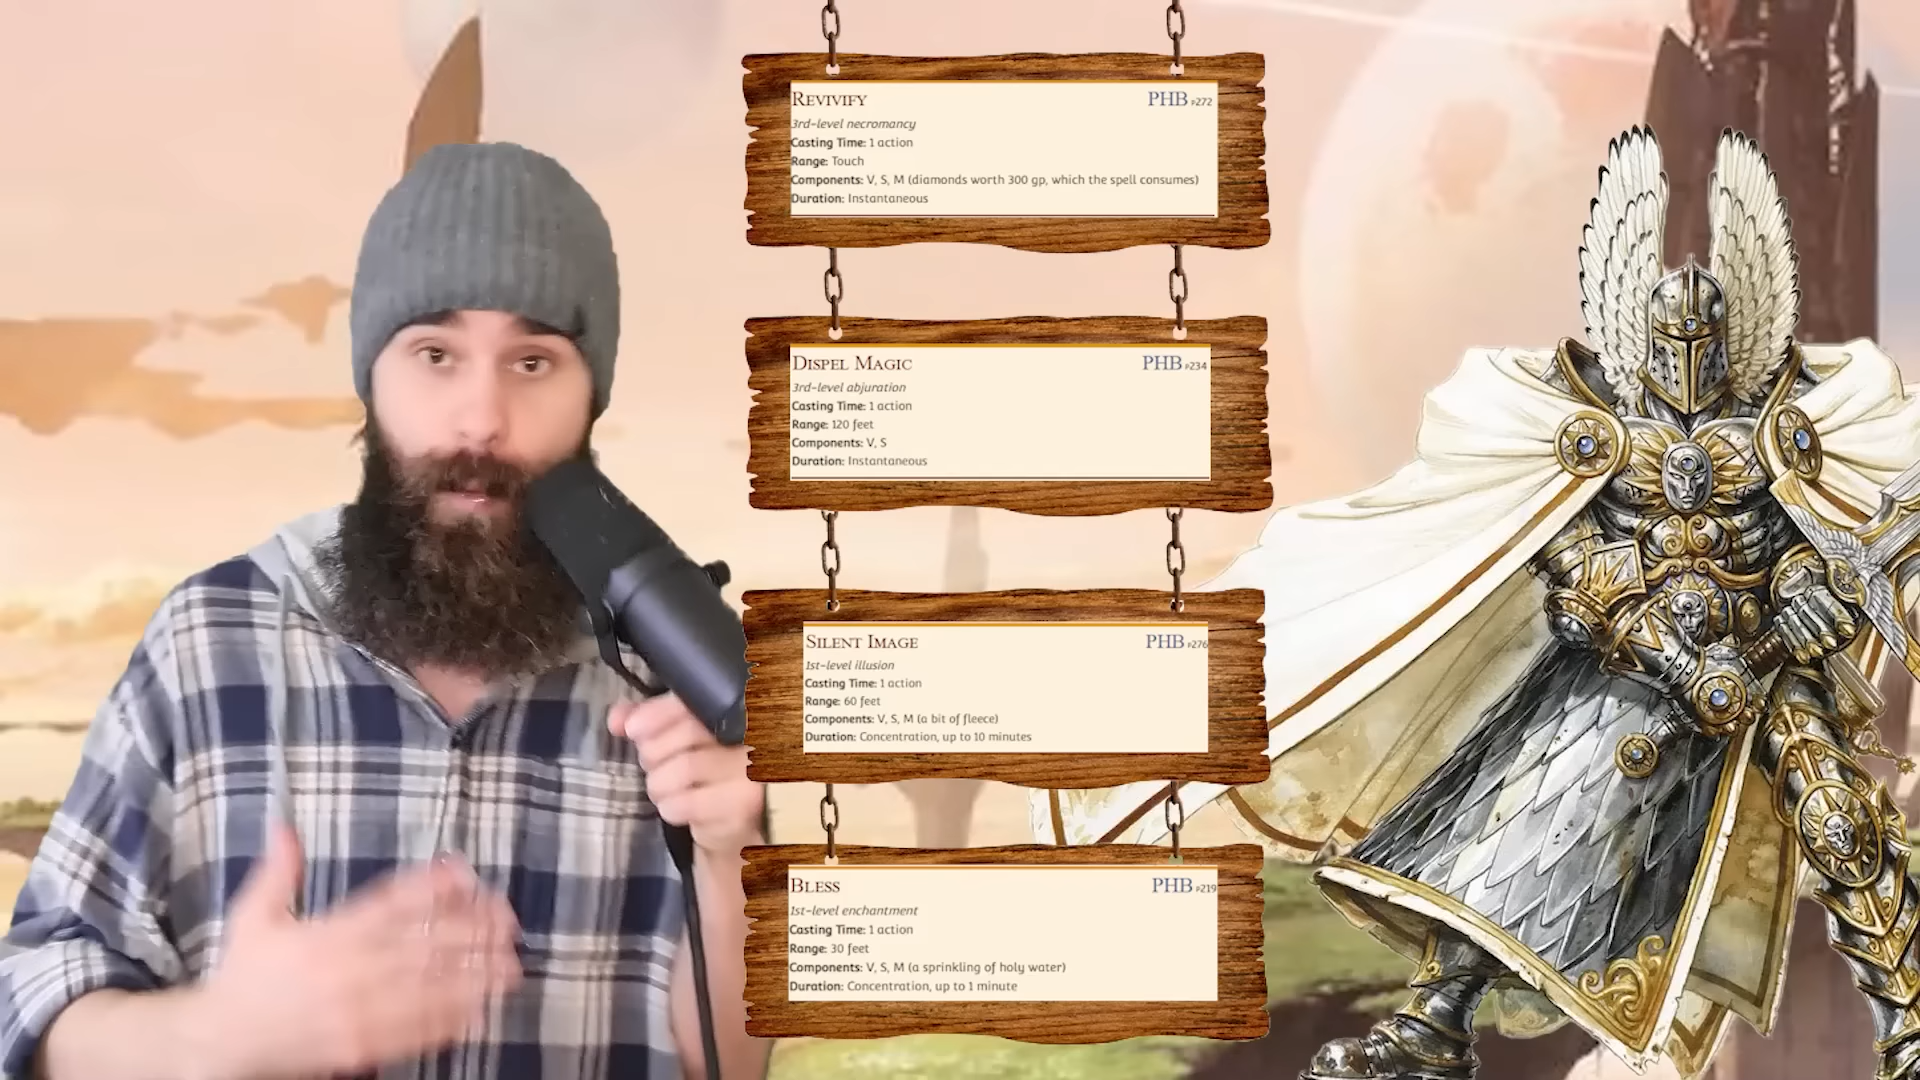 REVIVIFY PHB P272
3rd-level necromancy
Casting Time: 1 action
Range: Touch
Components: V, S, M (diamonds worth 300 gp, which the spell consumes)
Duration: Instantaneous
DISPEL MAGIC PHB P234
3rd-level abjuration
Casting Time: 1 action
Range: 120 feet
Components: V, S
Duration: Instantaneous
SILENT IMAGE PHB P276
1st-level illusion
Casting Time: 1 action
Range: 60 feet
Components: V, S, M (a bit of fleece)
Duration: Concentration, up to 10 minutes
BLESS PHB P219
1st-level enchantment
Casting Time: 1 action
Range: 30 feet
Components: V, S, M (a sprinkling of holy water)
Duration: Concentration, up to 1 minute